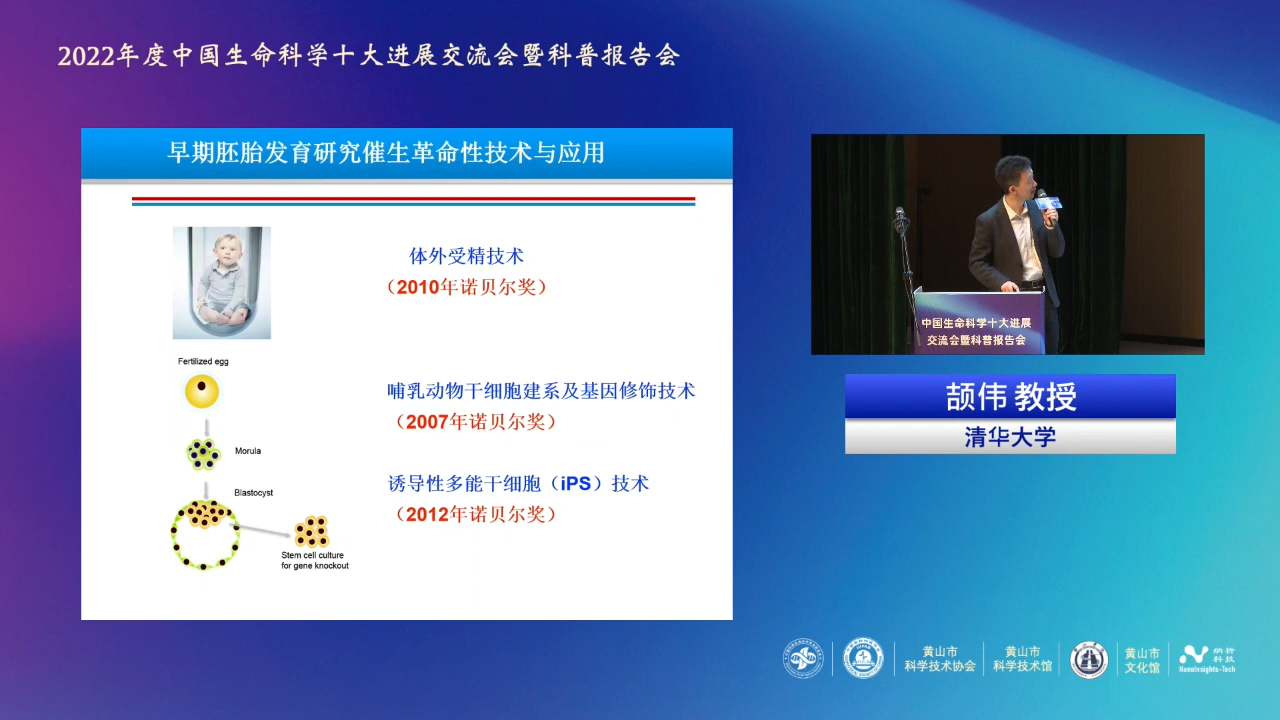 2022年度中国生命科学十大进展交流会暨科普报告会
早期胚胎发育研究催生革命性技术与应用
体外受精技术
（2010年诺贝尔奖）
Fertilized egg
哺乳动物干细胞建系及基因修饰技术
（2007年诺贝尔奖）
Morula
Blastocyst
诱导性多能干细胞（iPS）技术
（2012年诺贝尔奖）
Stem cell culture
for gene knockout
中国生命科学十大进展
交流会暨科普报告会
颉伟 教授
清华大学
黄山市
科学技术协会
黄山市
科学技术馆
黄山市
文化馆
纳析
科技
NanoInsights-Tech